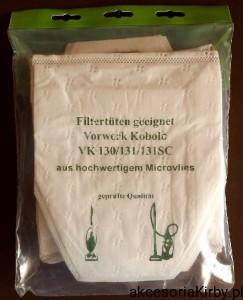 Filtertüten geeignet
Vorwerk Kobold
VK 130/131/131SC
aus hochwertigem Microvlies
geprüfte Qualität
akcesoriaKirby.pl